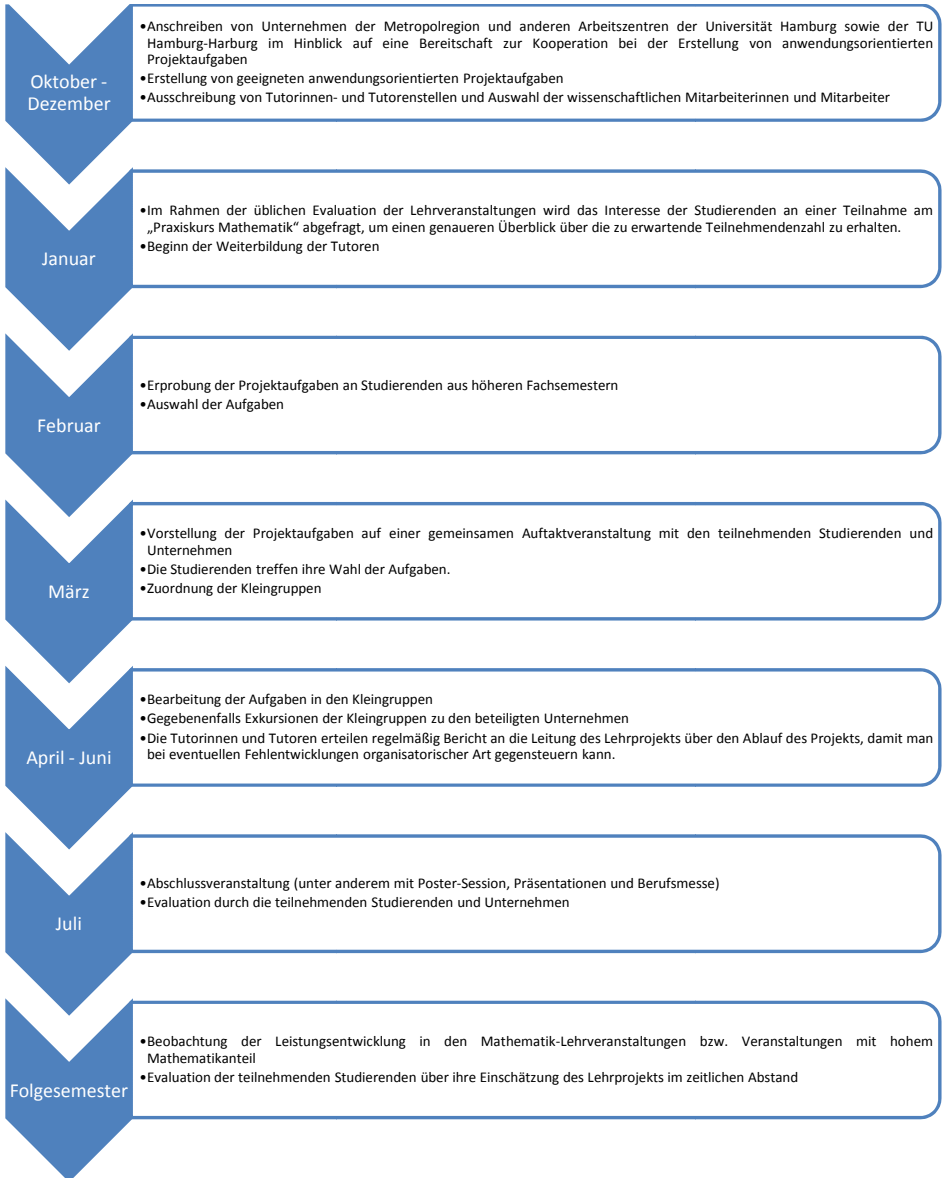 Oktober -
Dezember
•Anschreiben von Unternehmen der Metropolregion und anderen Arbeitszentren der Universität Hamburg sowie der TU
Hamburg-Harburg im Hinblick auf eine Bereitschaft zur Kooperation bei der Erstellung von anwendungsorientierten
Projektaufgaben
•Erstellung von geeigneten anwendungsorientierten Projektaufgaben
•Ausschreibung von Tutorinnen- und Tutorenstellen und Auswahl der wissenschaftlichen Mitarbeiterinnen und Mitarbeiter
Januar
•Im Rahmen der üblichen Evaluation der Lehrveranstaltungen wird das Interesse der Studierenden an einer Teilnahme am
„Praxiskurs Mathematik“ abgefragt, um einen genaueren Überblick über die zu erwartende Teilnehmendenzahl zu erhalten.
•Beginn der Weiterbildung der Tutoren
Februar
•Erprobung der Projektaufgaben an Studierenden aus höheren Fachsemestern
•Auswahl der Aufgaben
März
•Vorstellung der Projektaufgaben auf einer gemeinsamen Auftaktveranstaltung mit den teilnehmenden Studierenden und
Unternehmen
•Die Studierenden treffen ihre Wahl der Aufgaben.
•Zuordnung der Kleingruppen
April - Juni
•Bearbeitung der Aufgaben in den Kleingruppen
•Gegebenenfalls Exkursionen der Kleingruppen zu den beteiligten Unternehmen
•Die Tutorinnen und Tutoren erteilen regelmäßig Bericht an die Leitung des Lehrprojekts über den Ablauf des Projekts, damit man
bei eventuellen Fehlentwicklungen organisatorischer Art gegensteuern kann.
Juli
•Abschlussveranstaltung (unter anderem mit Poster-Session, Präsentationen und Berufsmesse)
•Evaluation durch die teilnehmenden Studierenden und Unternehmen
Folgesemester
•Beobachtung der Leistungsentwicklung in den Mathematik-Lehrveranstaltungen bzw. Veranstaltungen mit hohem
Mathematikanteil
•Evaluation der teilnehmenden Studierenden über ihre Einschätzung des Lehrprojekts im zeitlichen Abstand